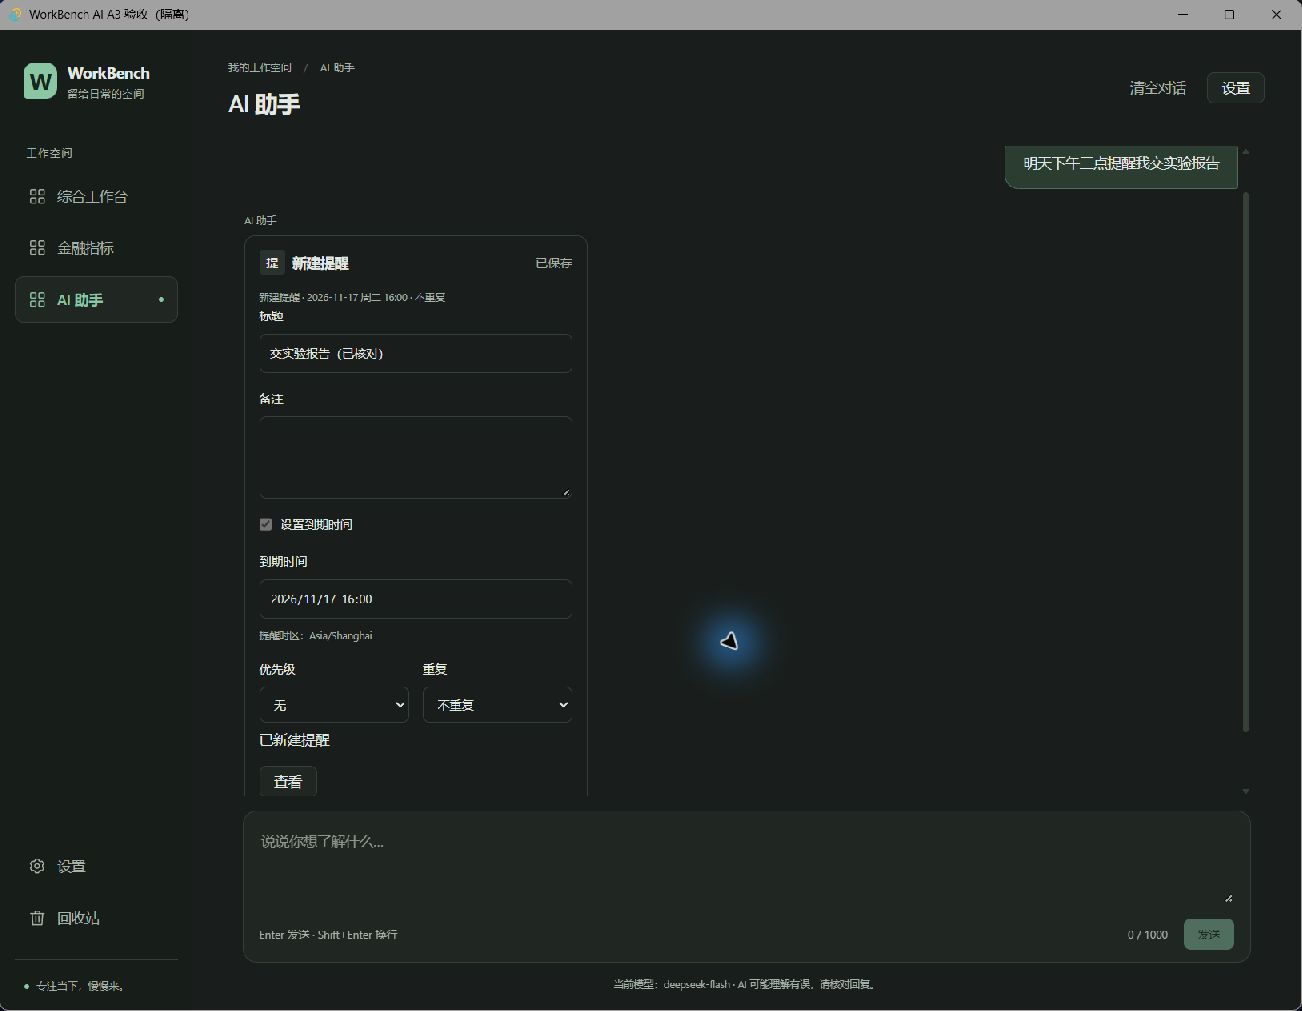 WorkBench AI A3 验收（隔离）
W
WorkBench
留给日常的空间
工作空间
综合工作台
金融指标
AI 助手
设置
回收站
专注当下，慢慢来。
我的工作空间 / AI 助手
AI 助手
清空对话
设置
明天下午三点提醒我交实验报告
AI 助手
提 新建提醒 已保存
新建提醒 · 2026-11-17 周二 16:00 · 不重复
标题
交实验报告（已核对）
备注
设置到期时间
到期时间
2026/11/17 16:00
提醒时区：Asia/Shanghai
优先级 重复
无 不重复
已新建提醒
查看
说说你想了解什么...
Enter 发送 · Shift+Enter 换行
0 / 1000
发送
当前模型：deepseek-flash · AI 可能理解有误，请核对回复。